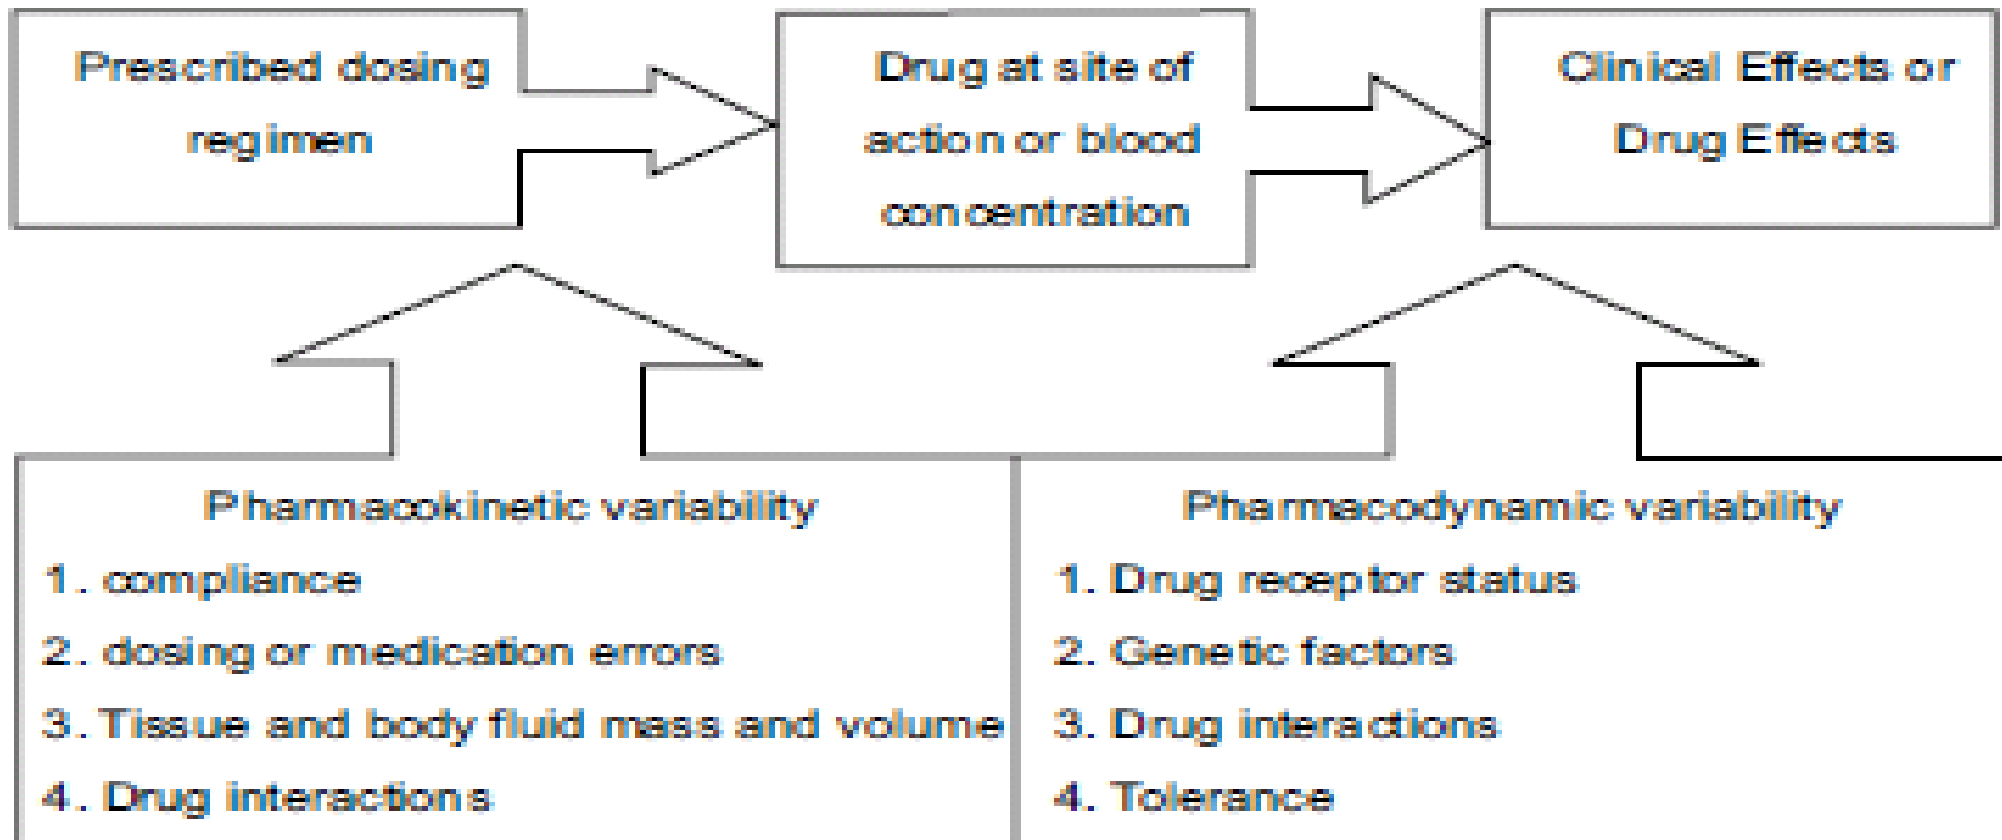 Prescribed dosing
regimen
Drug at site of
action or blood
concentration
Clinical Effects or
Drug Effects
Pharmacokinetic variability
1. compliance
2. dosing or medication errors
3. Tissue and body fluid mass and volume
4. Drug interactions
Pharmacodynamic variability
1. Drug receptor status
2. Genetic factors
3. Drug interactions
4. Tolerance